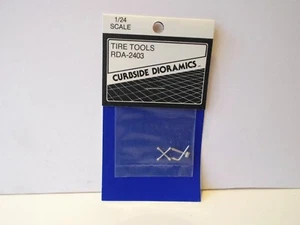 1/24
SCALE
TIRE TOOLS
RDA-2403
CURBSIDE DIORAMICS